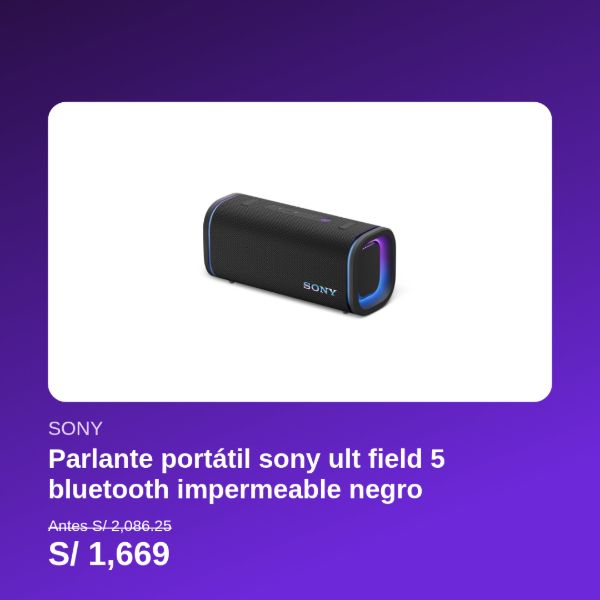 SONY
SONY
Parlante portátil sony ult field 5
bluetooth impermeable negro
Antes S/ 2,086.25
S/ 1,669